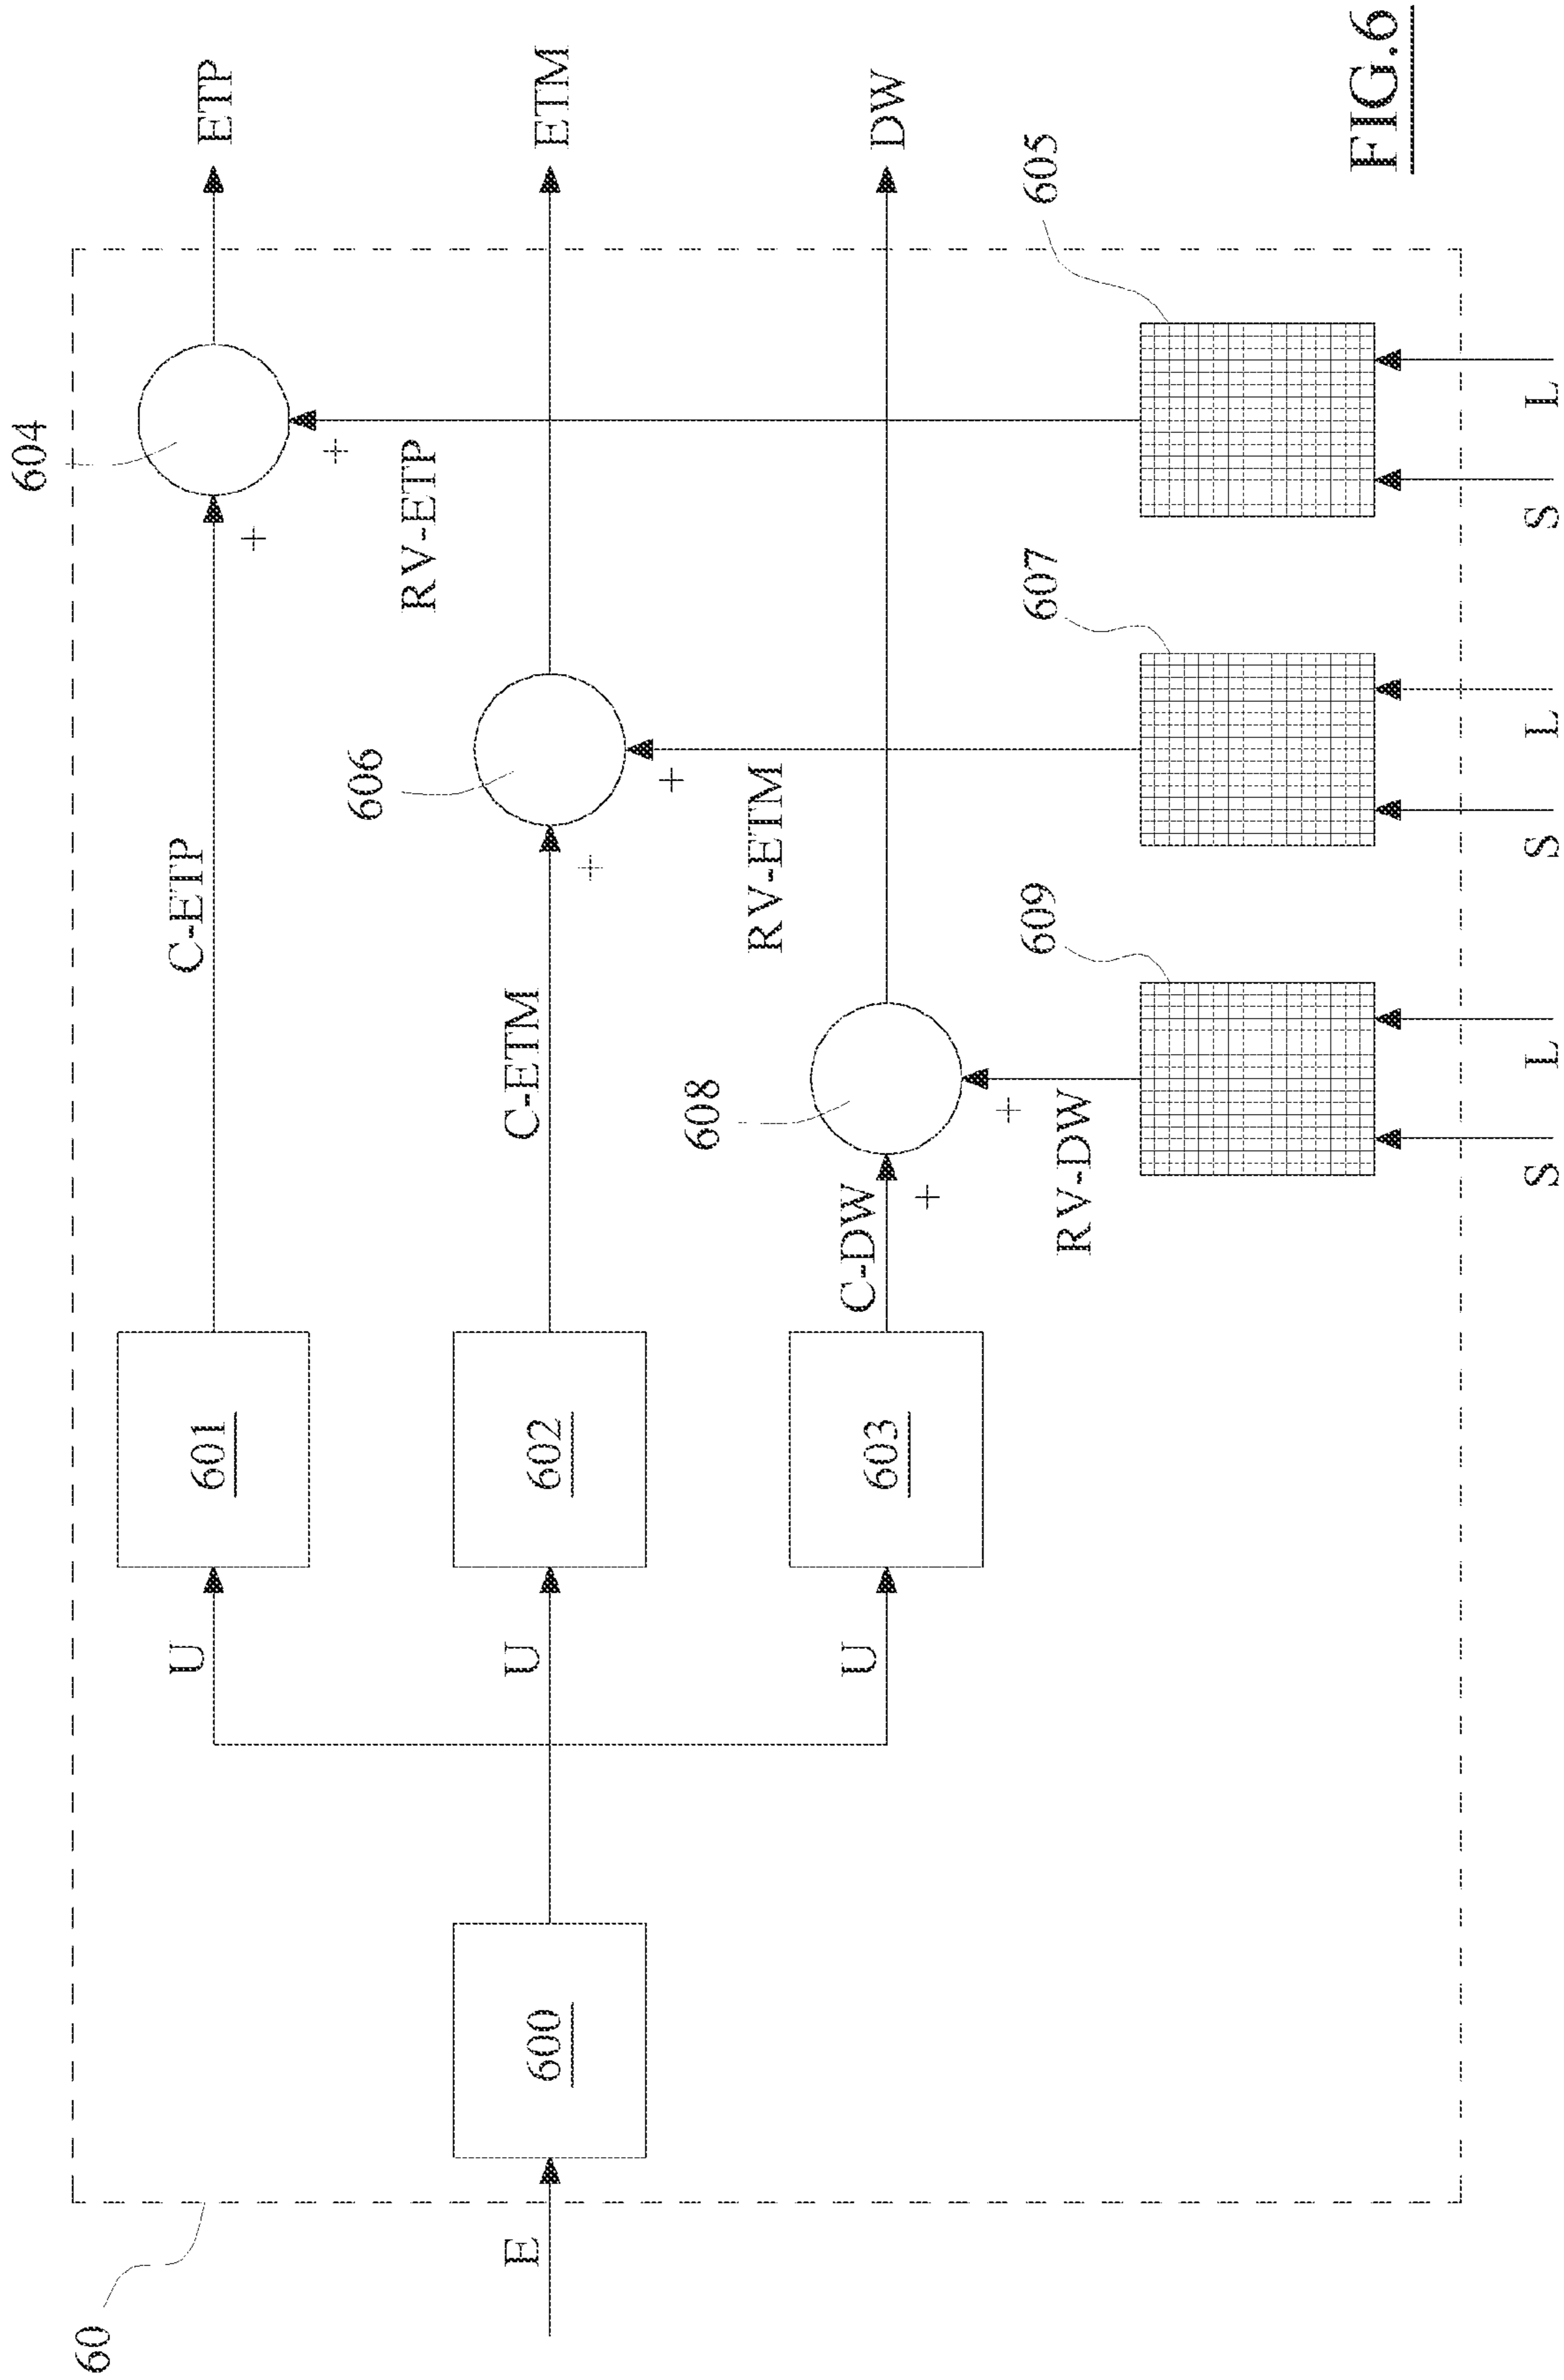 60
E
600
U
U
U
601
602
603
C-ETP
C-ETM
C-DW
604
606
608
+
+
+
+
+
+
RV-ETP
RV-ETM
RV-DW
609
607
605
S
L
S
L
S
L
ETP
ETM
DW
FIG.6